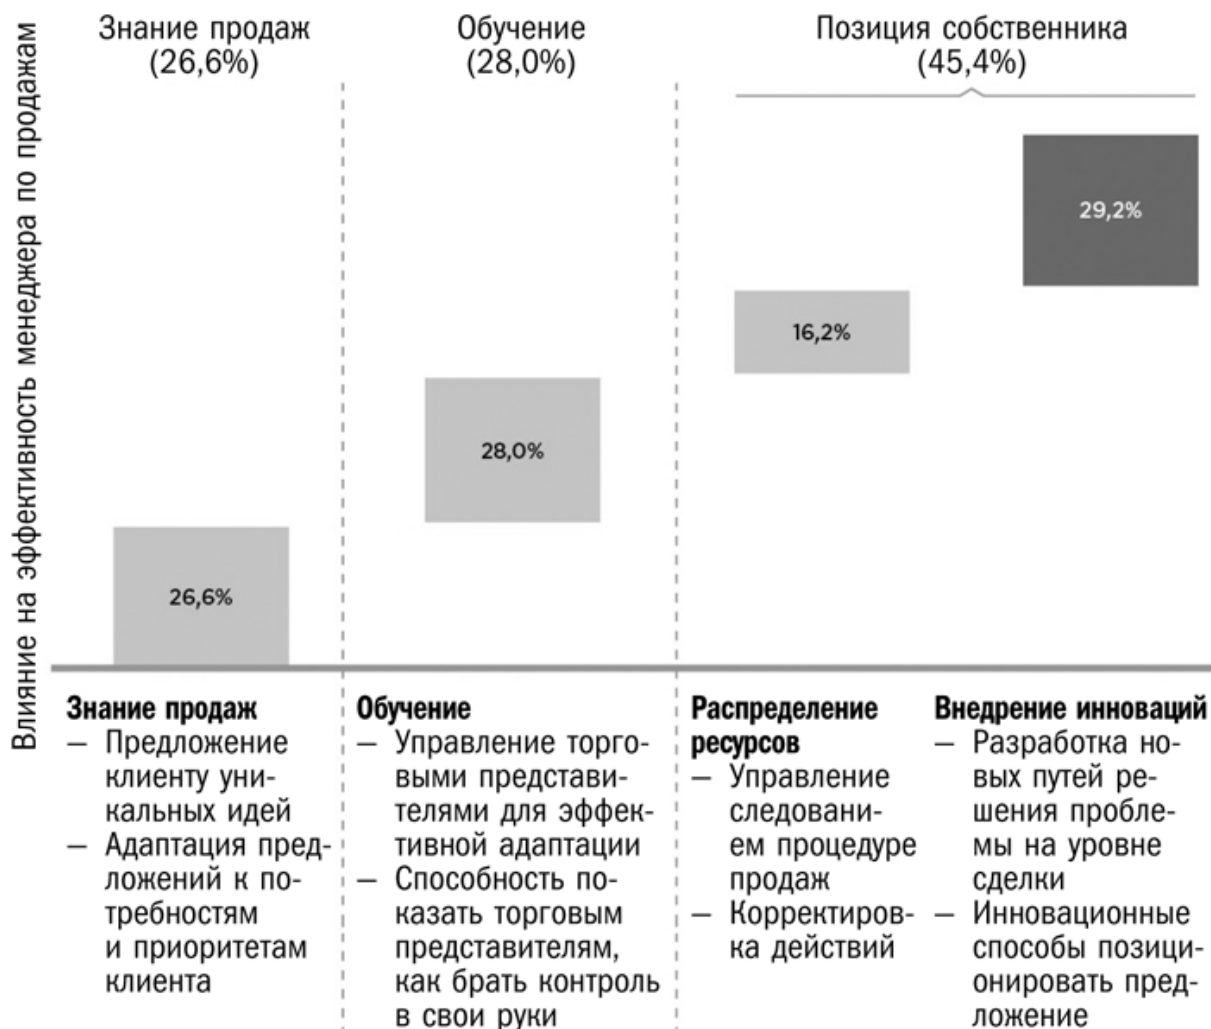 Влияние на эффективность менеджера по продажам
Знание продаж
(26,6%)
Обучение
(28,0%)
Позиция собственника
(45,4%)
26,6%
28,0%
16,2%
29,2%
Знание продаж
— Предложение
клиенту уни-
кальных идей
— Адаптация пред-
ложений к по-
требностям
и приоритетам
клиента
Обучение
— Управление торго-
выми представи-
телями для эффек-
тивной адаптации
— Способность по-
казать торговым
представителям,
как брать контроль
в свои руки
Распределение
ресурсов
— Управление
следовани-
ем процедуре
продаж
— Корректиров-
ка действий
Внедрение инноваций
— Разработка но-
вых путей ре-
шения пробле-
мы на уровне
сделки
— Инновационные
способы позици-
онировать пред-
ложение